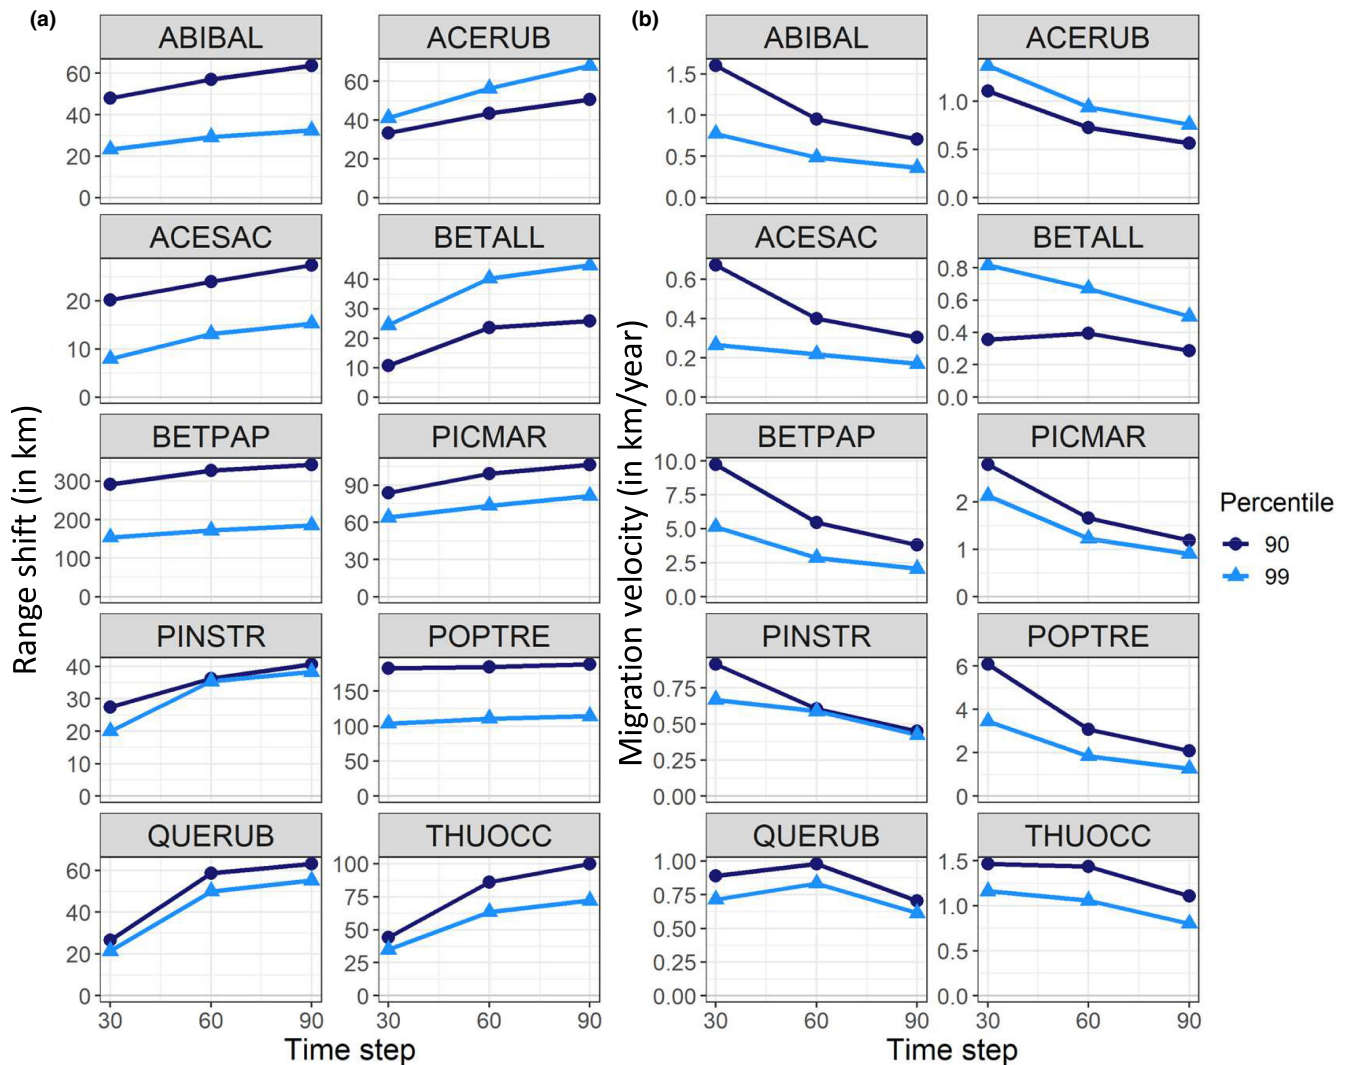 (a)
ABIBAL
ACERUB
60
40
20
0
60
40
20
0
ACESAC
BETALL
20
10
0
40
30
20
10
0
BETPAP
PICMAR
300
200
100
0
90
60
30
0
PINSTR
POPTRE
40
30
20
10
0
150
100
50
0
QUERUB
THUOCC
60
40
20
0
100
75
50
25
0
30 60 90
30 60 90
Range shift (in km)
Time step
(b)
ABIBAL
ACERUB
1.5
1.0
0.5
0.0
1.0
0.5
0.0
ACESAC
BETALL
0.6
0.4
0.2
0.0
0.8
0.6
0.4
0.2
0.0
BETPAP
PICMAR
10.0
7.5
5.0
2.5
0.0
2
1
0
PINSTR
POPTRE
0.75
0.50
0.25
0.00
6
4
2
0
QUERUB
THUOCC
1.00
0.75
0.50
0.25
0.00
1.5
1.0
0.5
0.0
30 60 90
30 60 90
Migration velocity (in km/year)
Time step
Percentile
90
99